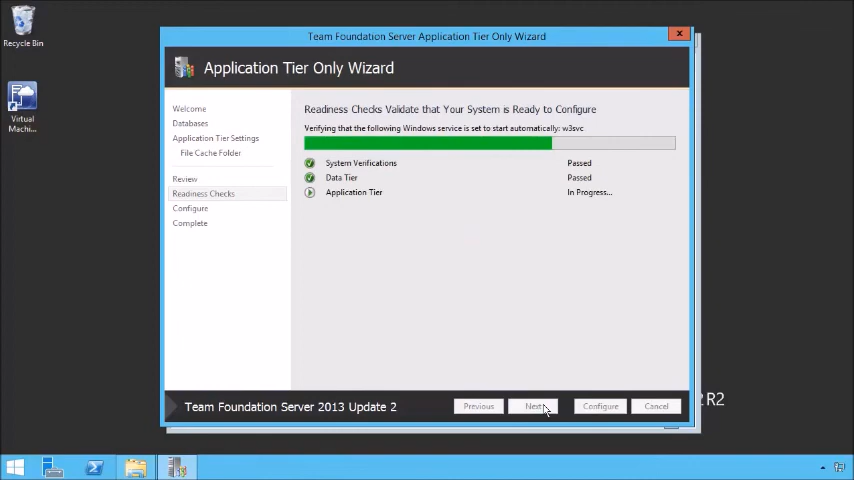 Recycle Bin
Virtual
Machi...
Team Foundation Server Application Tier Only Wizard
Application Tier Only Wizard
Welcome
Databases
Application Tier Settings
File Cache Folder
Review
Readiness Checks
Configure
Complete
Readiness Checks Validate that Your System is Ready to Configure
Verifying that the following Windows service is set to start automatically: w3svc
System Verifications Passed
Data Tier Passed
Application Tier In Progress...
Team Foundation Server 2013 Update 2
Previous Next Configure Cancel
R2